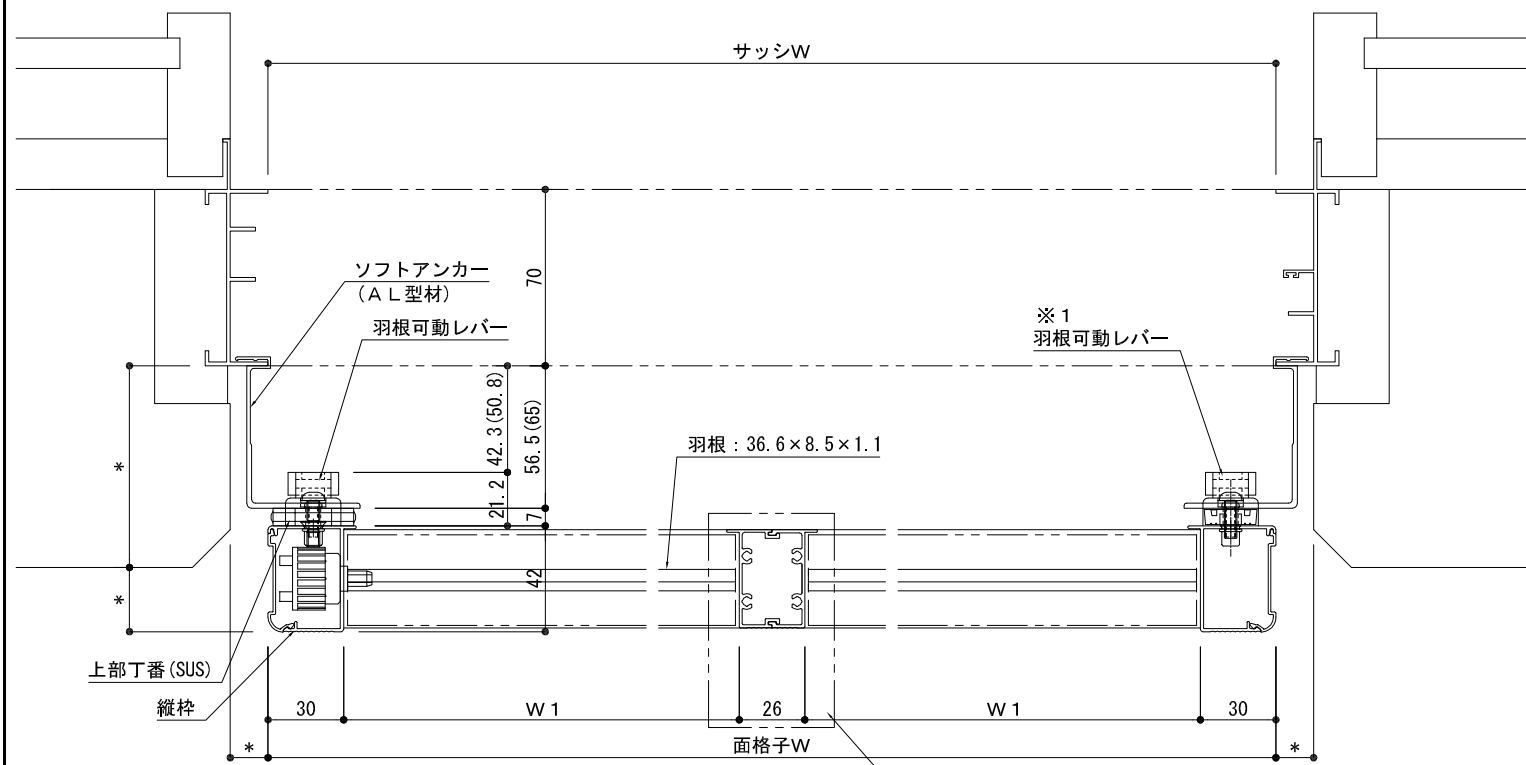 サッシW
ソフトアンカー
(AL型材)
羽根可動レバー
70
※1
羽根可動レバー
42.3(50.8)
56.5(65)
羽根:36.6×8.5×1.1
*
21.2
7
42
*
上部丁番(SUS)
縦枠
30
W1
26
W1
30
*
面格子W
*